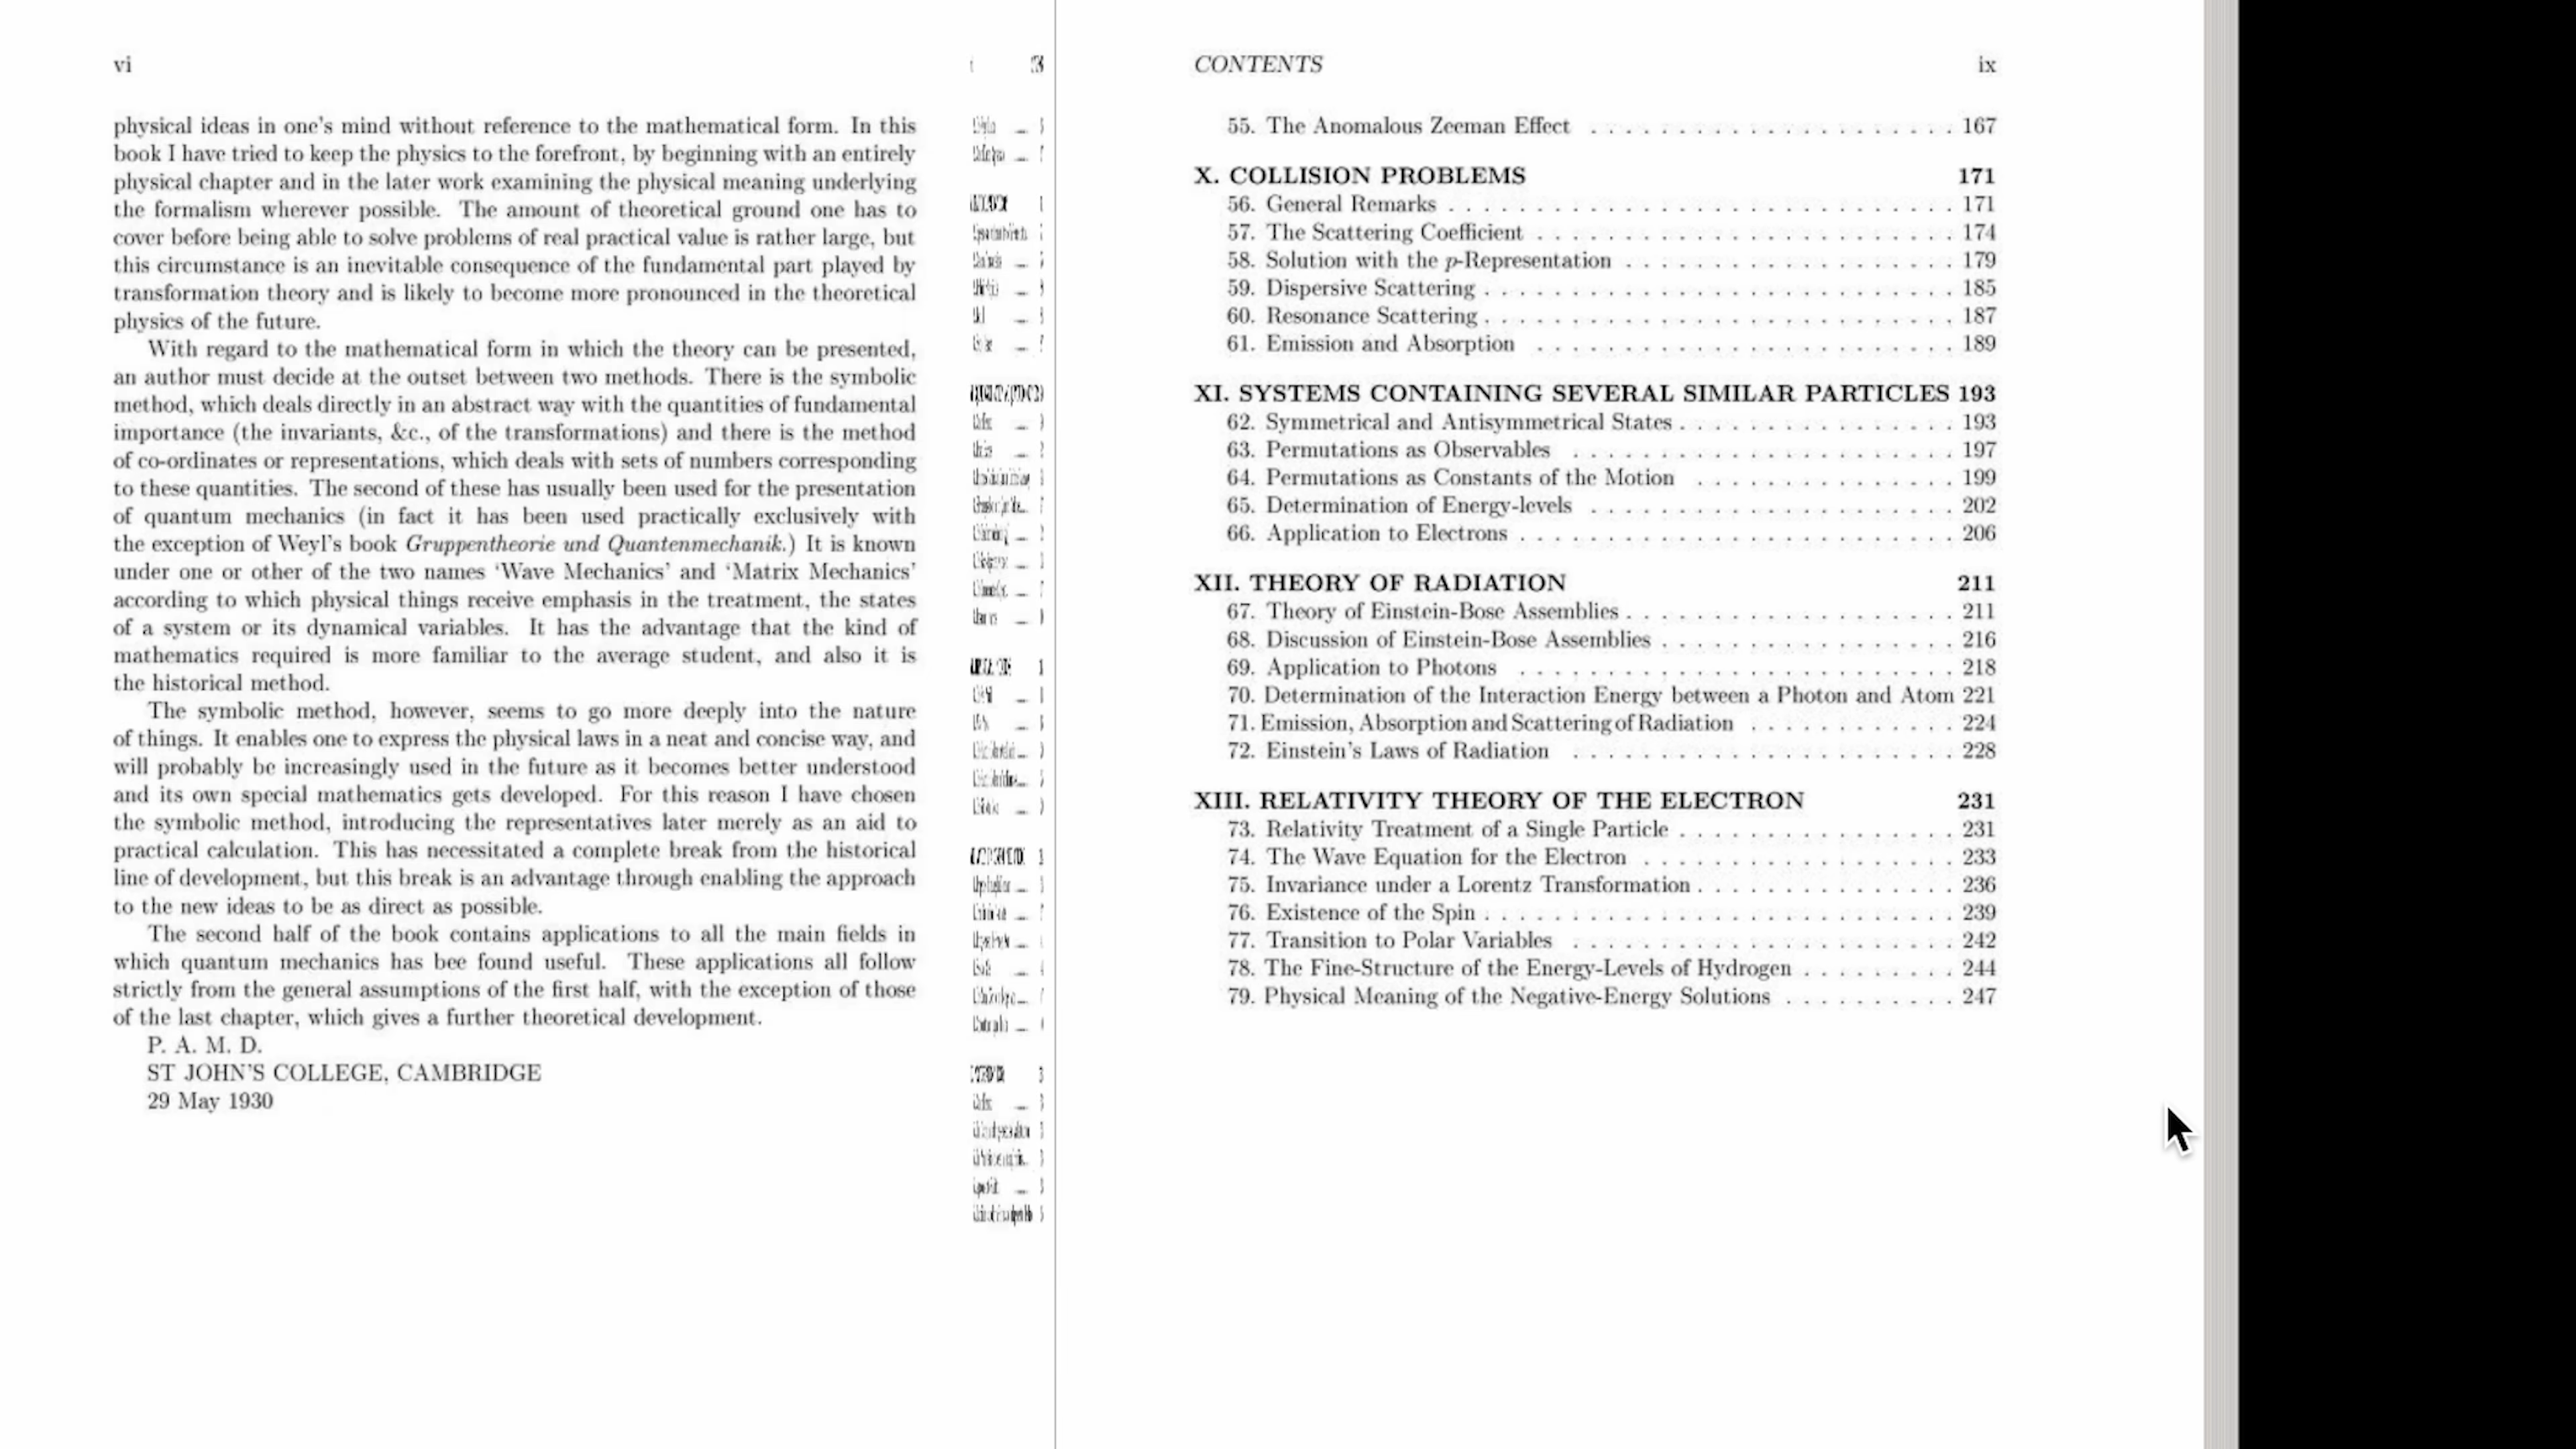 vi
physical ideas in one's mind without reference to the mathematical form. In this
book I have tried to keep the physics to the forefront, by beginning with an entirely
physical chapter and in the later work examining the physical meaning underlying
the formalism wherever possible. The amount of theoretical ground one has to
cover before being able to solve problems of real practical value is rather large, but
this circumstance is an inevitable consequence of the fundamental part played by
transformation theory and is likely to become more pronounced in the theoretical
physics of the future.
With regard to the mathematical form in which the theory can be presented,
an author must decide at the outset between two methods. There is the symbolic
method, which deals directly in an abstract way with the quantities of fundamental
importance (the invariants, &c., of the transformations) and there is the method
of co-ordinates or representations, which deals with sets of numbers corresponding
to these quantities. The second of these has usually been used for the presentation
of quantum mechanics (in fact it has been used practically exclusively with
the exception of Weyl's book Gruppentheorie und Quantenmechanik.) It is known
under one or other of the two names 'Wave Mechanics' and 'Matrix Mechanics'
according to which physical things receive emphasis in the treatment, the states
of a system or its dynamical variables. It has the advantage that the kind of
mathematics required is more familiar to the average student, and also it is
the historical method.
The symbolic method, however, seems to go more deeply into the nature
of things. It enables one to express the physical laws in a neat and concise way, and
will probably be increasingly used in the future as it becomes better understood
and its own special mathematics gets developed. For this reason I have chosen
the symbolic method, introducing the representatives later merely as an aid to
practical calculation. This has necessitated a complete break from the historical
line of development, but this break is an advantage through enabling the approach
to the new ideas to be as direct as possible.
The second half of the book contains applications to all the main fields in
which quantum mechanics has bee found useful. These applications all follow
strictly from the general assumptions of the first half, with the exception of those
of the last chapter, which gives a further theoretical development.
P. A. M. D.
ST JOHN'S COLLEGE, CAMBRIDGE
29 May 1930
CONTENTS ix
55. The Anomalous Zeeman Effect . . . . . . . . . . . . . . . . . . . . . 167
X. COLLISION PROBLEMS 171
56. General Remarks . . . . . . . . . . . . . . . . . . . . . . . . . . . . . 171
57. The Scattering Coefficient . . . . . . . . . . . . . . . . . . . . . . . . 174
58. Solution with the p-Representation . . . . . . . . . . . . . . . . . . . 179
59. Dispersive Scattering . . . . . . . . . . . . . . . . . . . . . . . . . . . 185
60. Resonance Scattering . . . . . . . . . . . . . . . . . . . . . . . . . . . 187
61. Emission and Absorption . . . . . . . . . . . . . . . . . . . . . . . . 189
XI. SYSTEMS CONTAINING SEVERAL SIMILAR PARTICLES 193
62. Symmetrical and Antisymmetrical States . . . . . . . . . . . . . . . . 193
63. Permutations as Observables . . . . . . . . . . . . . . . . . . . . . . 197
64. Permutations as Constants of the Motion . . . . . . . . . . . . . . . 199
65. Determination of Energy-levels . . . . . . . . . . . . . . . . . . . . . 202
66. Application to Electrons . . . . . . . . . . . . . . . . . . . . . . . . . 206
XII. THEORY OF RADIATION 211
67. Theory of Einstein-Bose Assemblies . . . . . . . . . . . . . . . . . . . 211
68. Discussion of Einstein-Bose Assemblies . . . . . . . . . . . . . . . . . 216
69. Application to Photons . . . . . . . . . . . . . . . . . . . . . . . . . 218
70. Determination of the Interaction Energy between a Photon and Atom 221
71. Emission, Absorption and Scattering of Radiation . . . . . . . . . . . 224
72. Einstein's Laws of Radiation . . . . . . . . . . . . . . . . . . . . . . 228
XIII. RELATIVITY THEORY OF THE ELECTRON 231
73. Relativity Treatment of a Single Particle . . . . . . . . . . . . . . . . 231
74. The Wave Equation for the Electron . . . . . . . . . . . . . . . . . . 233
75. Invariance under a Lorentz Transformation . . . . . . . . . . . . . . . 236
76. Existence of the Spin . . . . . . . . . . . . . . . . . . . . . . . . . . . 239
77. Transition to Polar Variables . . . . . . . . . . . . . . . . . . . . . . 242
78. The Fine-Structure of the Energy-Levels of Hydrogen . . . . . . . . . 244
79. Physical Meaning of the Negative-Energy Solutions . . . . . . . . . . 247